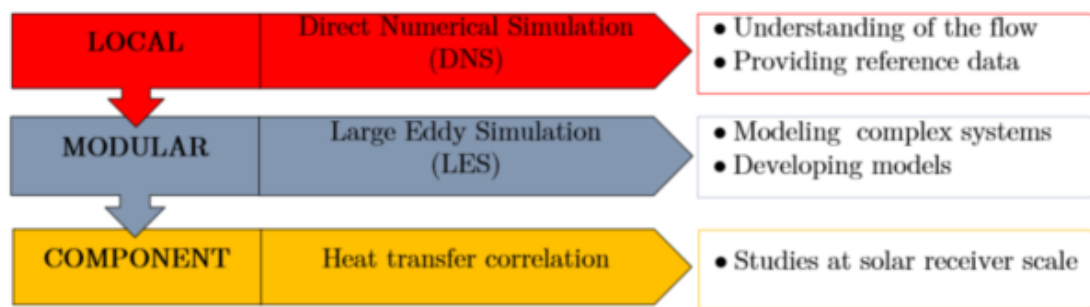 LOCAL
Direct Numerical Simulation
(DNS)
● Understanding of the flow
● Providing reference data
MODULAR
Large Eddy Simulation
(LES)
● Modeling complex systems
● Developing models
COMPONENT
Heat transfer correlation
● Studies at solar receiver scale